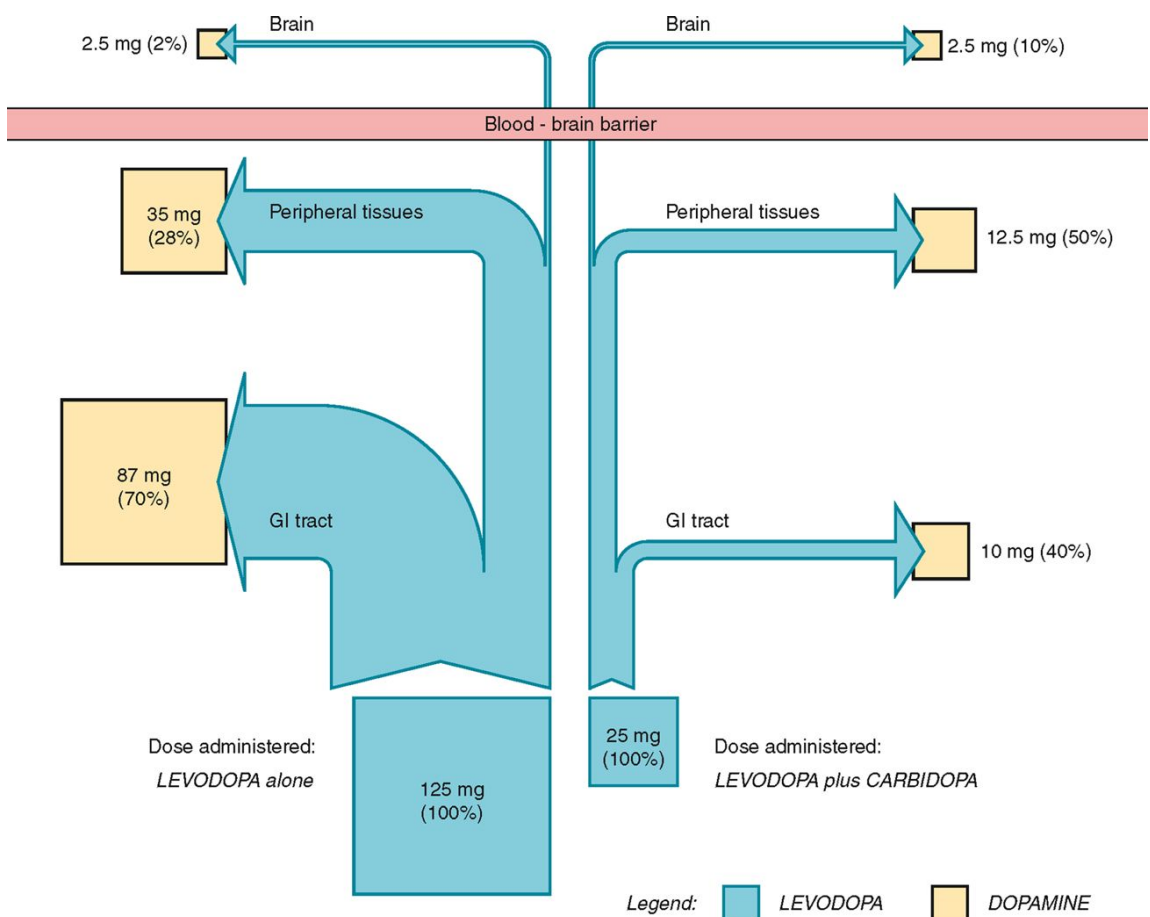 Brain
2.5 mg (2%)
Brain
2.5 mg (10%)
Blood - brain barrier
35 mg
(28%)
Peripheral tissues
Peripheral tissues
12.5 mg (50%)
87 mg
(70%)
GI tract
GI tract
10 mg (40%)
Dose administered:
LEVODOPA alone
125 mg
(100%)
25 mg
(100%)
Dose administered:
LEVODOPA plus CARBIDOPA
Legend:
LEVODOPA
DOPAMINE